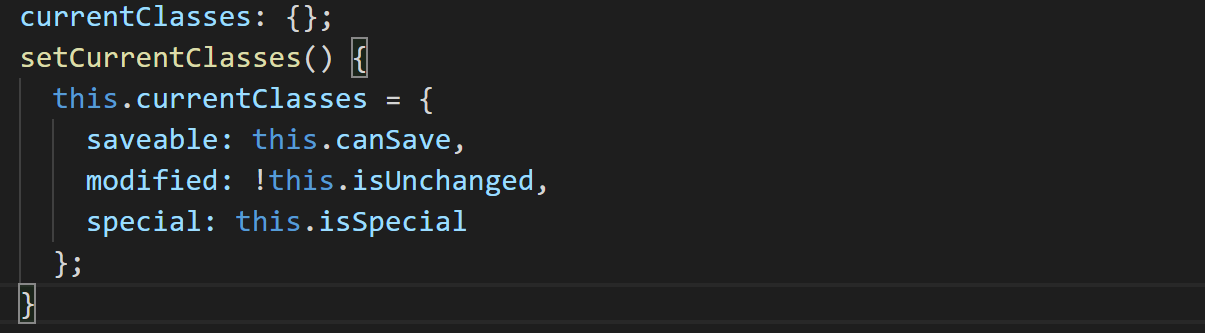 currentClasses: {};
setCurrentClasses() {
  this.currentClasses = {
    saveable: this.canSave,
    modified: !this.isUnchanged,
    special: this.isSpecial
  };
}